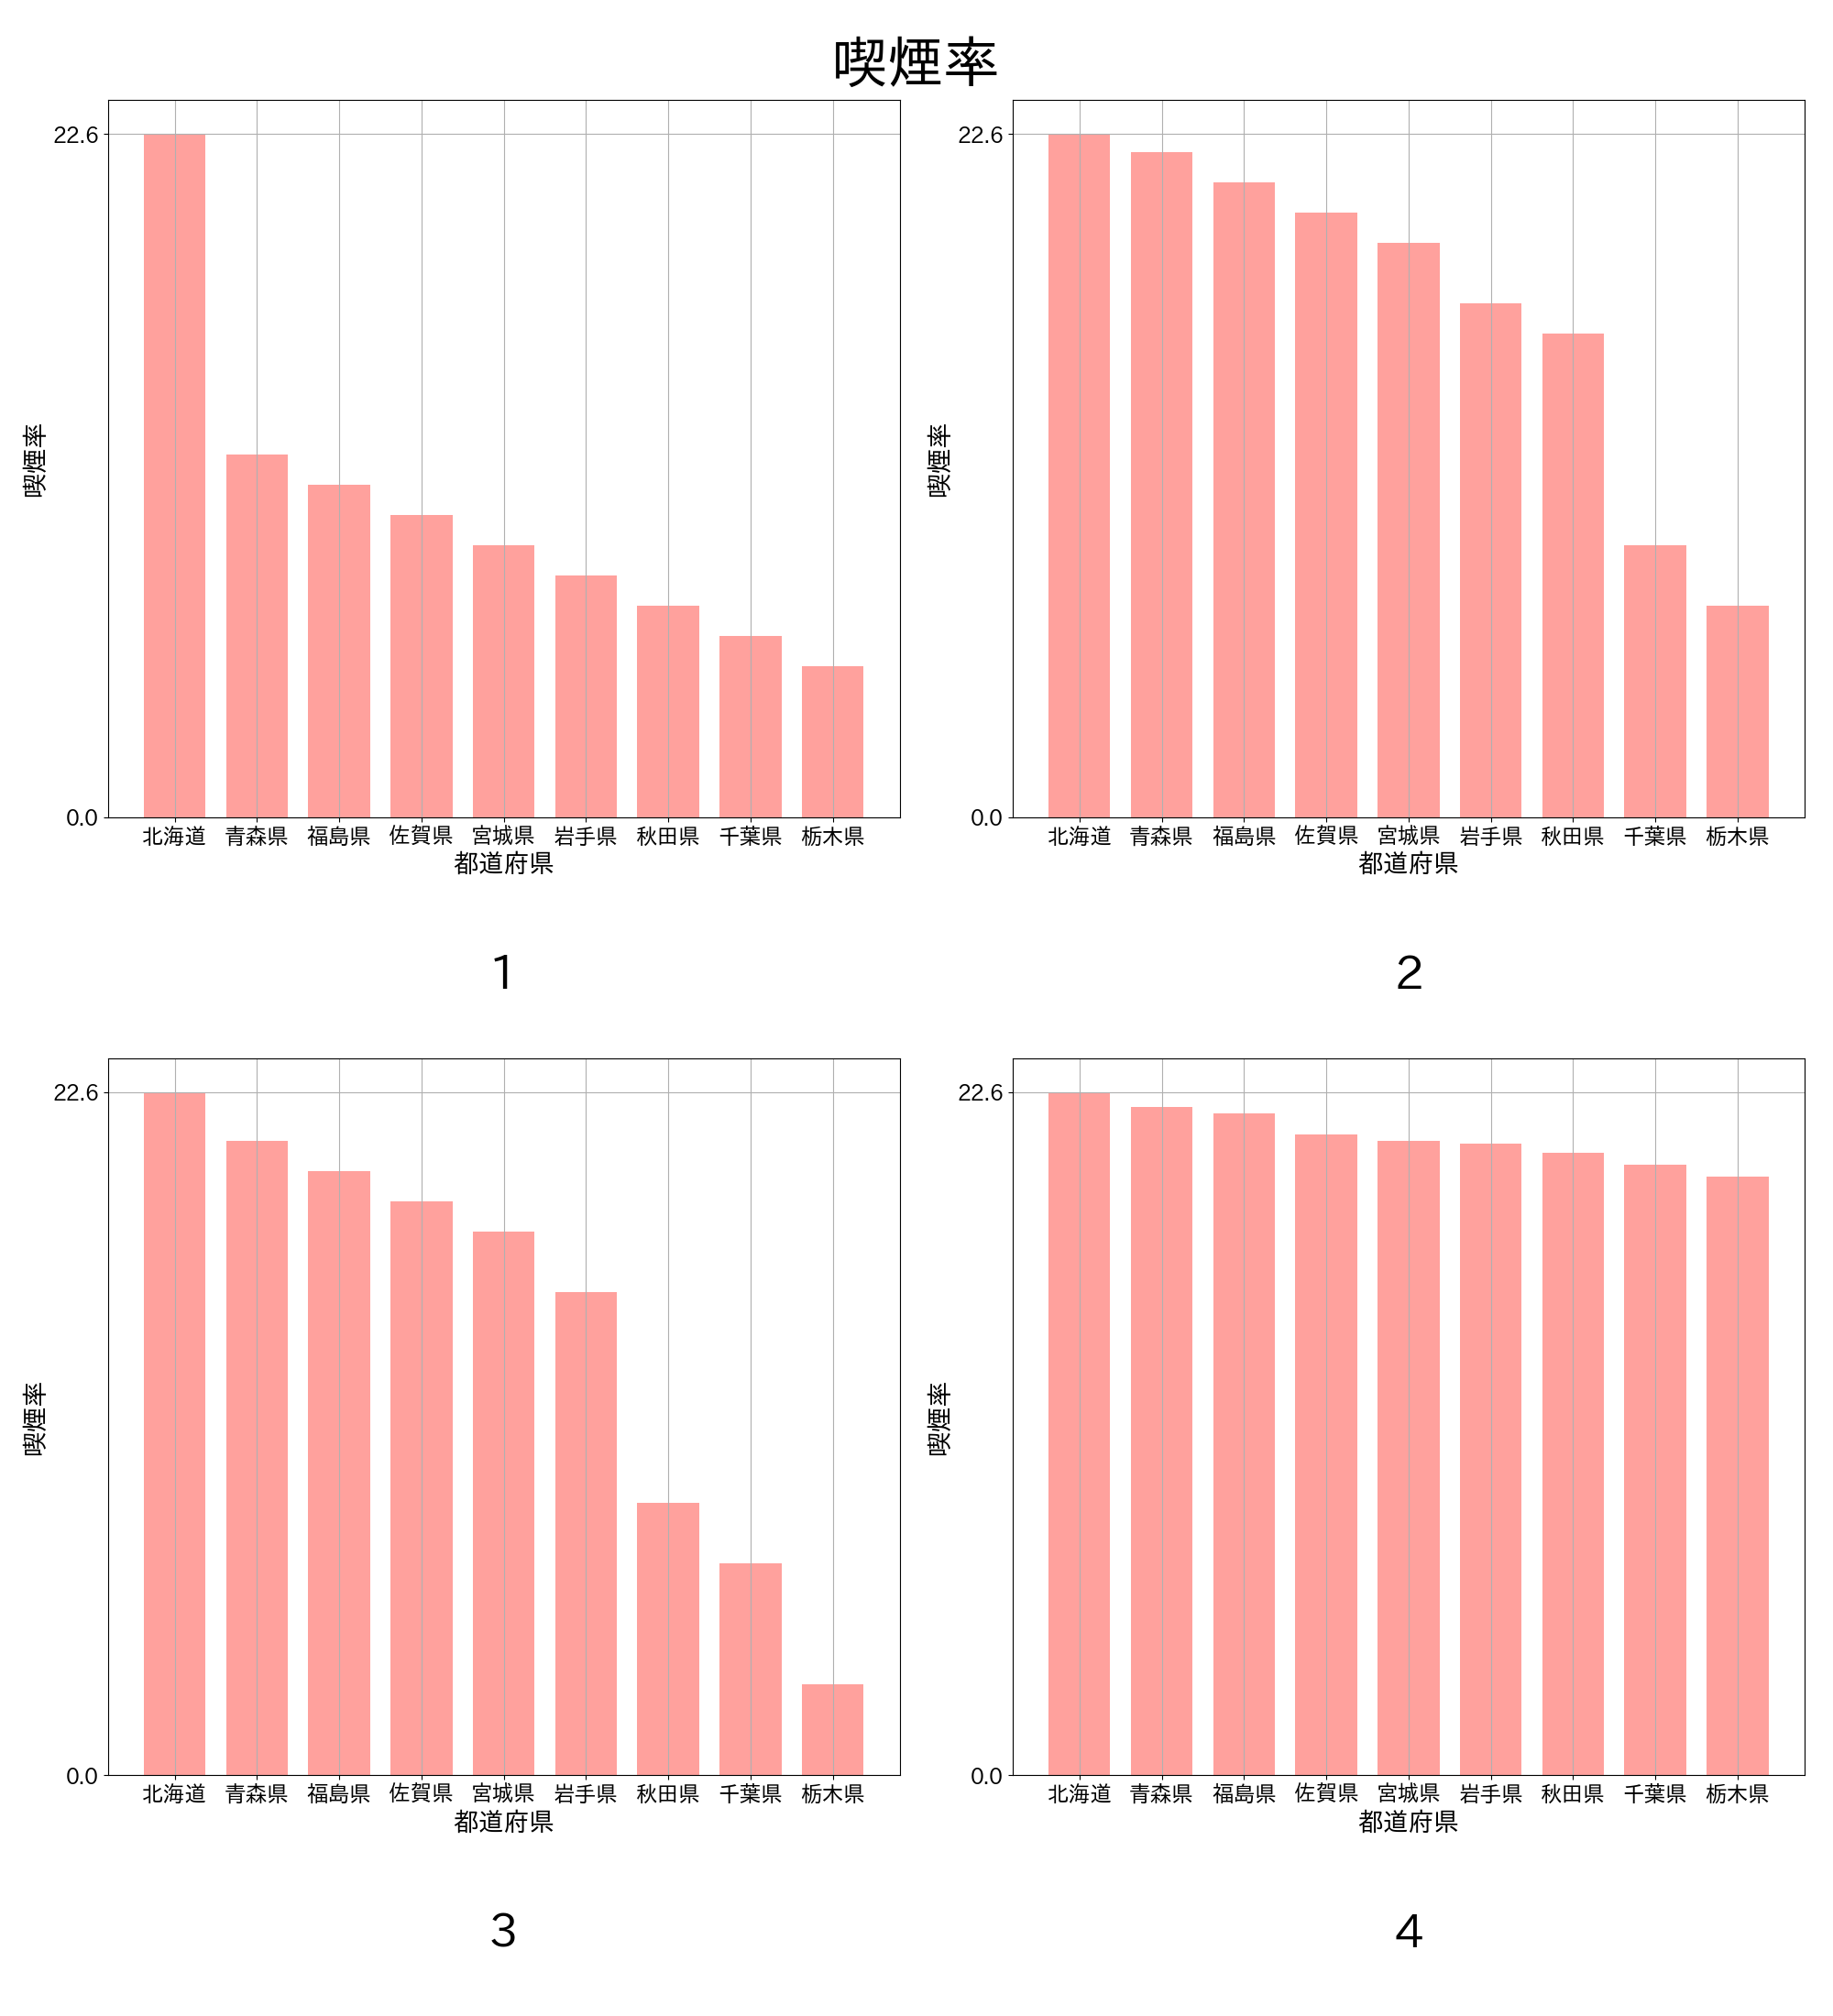 喫煙率
22.6
0.0
喫煙率
北海道 青森県 福島県 佐賀県 宮城県 岩手県 秋田県 千葉県 栃木県
都道府県
1
22.6
0.0
喫煙率
北海道 青森県 福島県 佐賀県 宮城県 岩手県 秋田県 千葉県 栃木県
都道府県
2
22.6
0.0
喫煙率
北海道 青森県 福島県 佐賀県 宮城県 岩手県 秋田県 千葉県 栃木県
都道府県
3
22.6
0.0
喫煙率
北海道 青森県 福島県 佐賀県 宮城県 岩手県 秋田県 千葉県 栃木県
都道府県
4